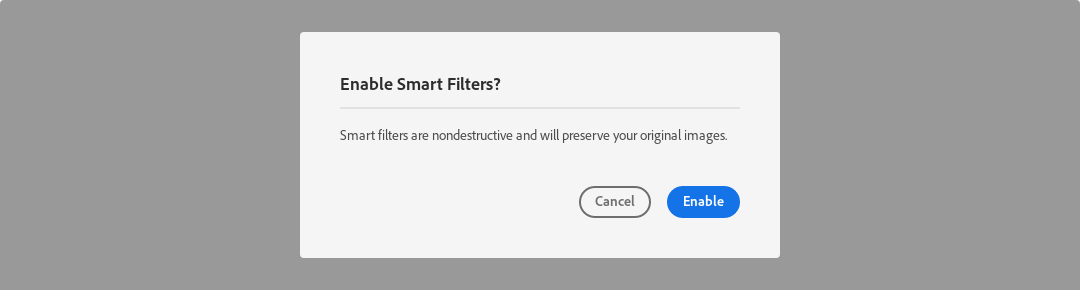 Enable Smart Filters?
Smart filters are nondestructive and will preserve your original images.
Cancel
Enable